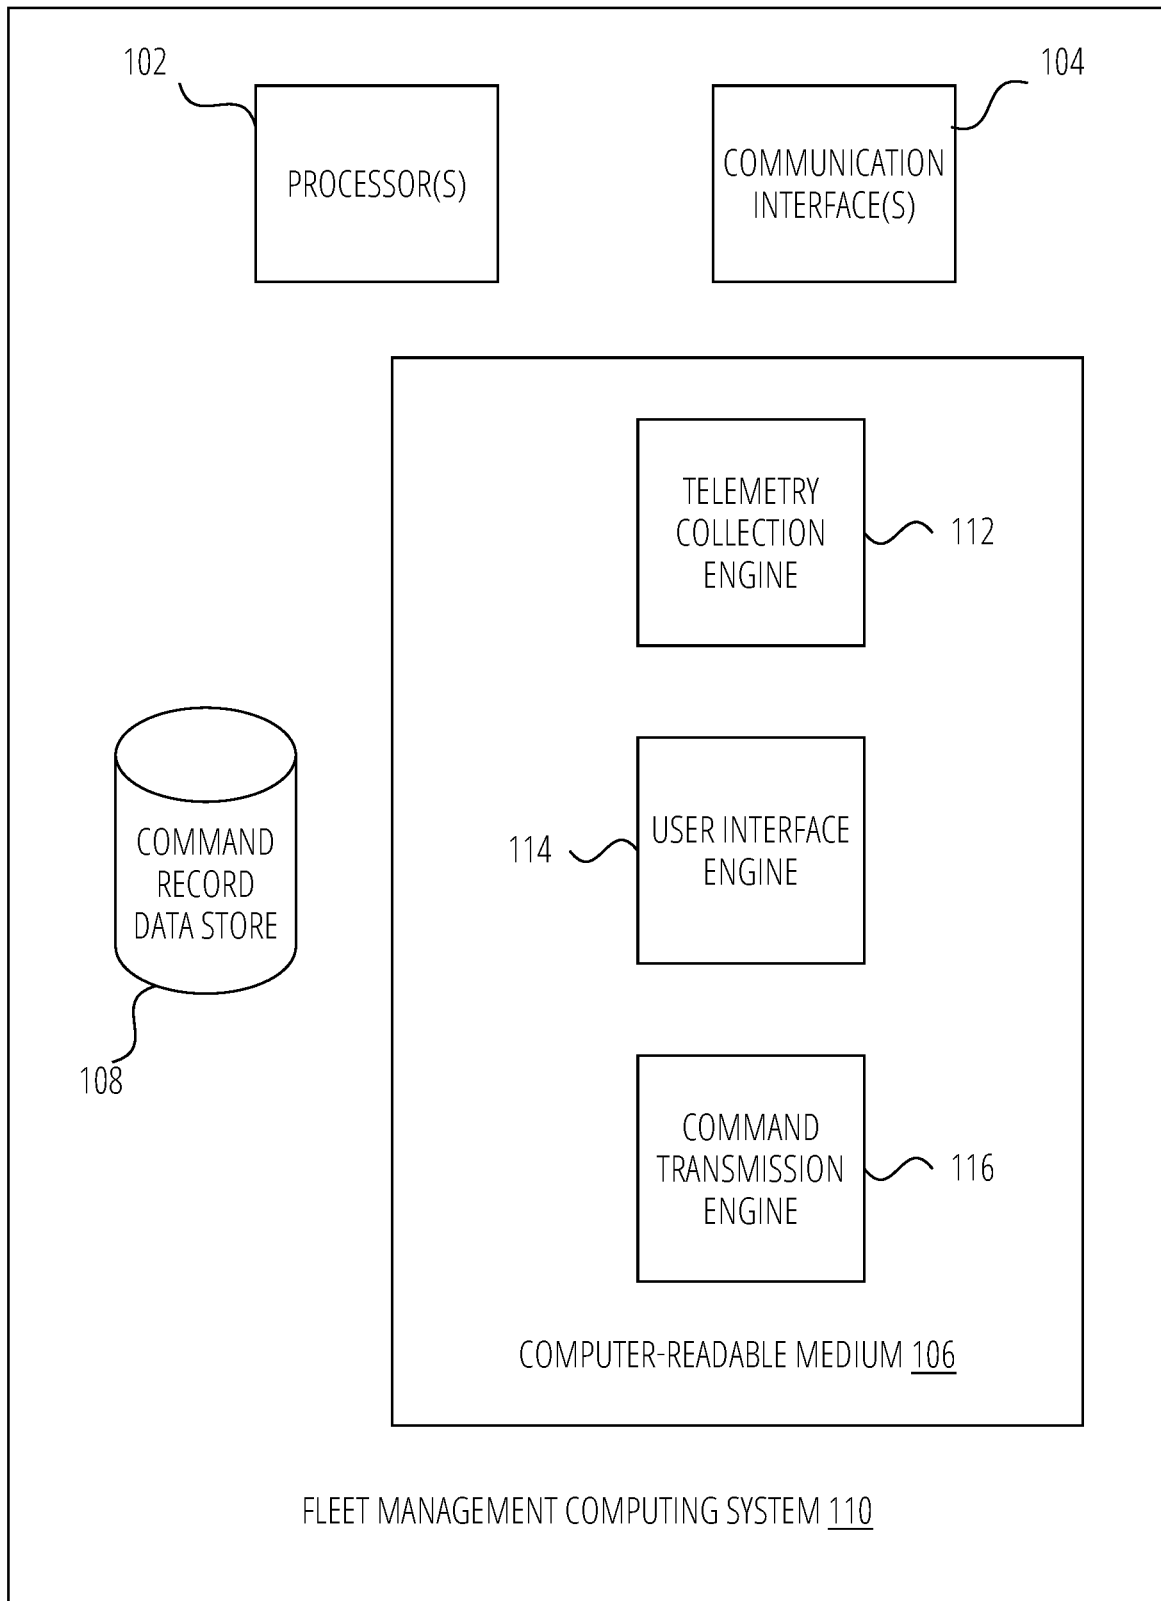 102
104
PROCESSOR(S)
COMMUNICATION
INTERFACE(S)
TELEMETRY
COLLECTION
ENGINE
112
COMMAND
RECORD
DATA STORE
108
114
USER INTERFACE
ENGINE
COMMAND
TRANSMISSION
ENGINE
116
COMPUTER-READABLE MEDIUM 106
FLEET MANAGEMENT COMPUTING SYSTEM 110